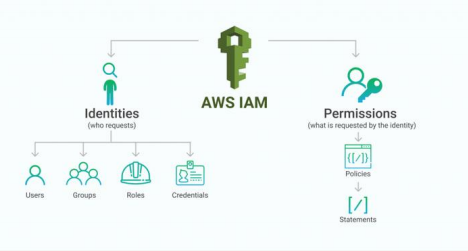 AWS IAM
Identities
(who requests)
Permissions
(what is requested by the identity)
Users
Groups
Roles
Credentials
{[/]}
Policies
[/]
Statements